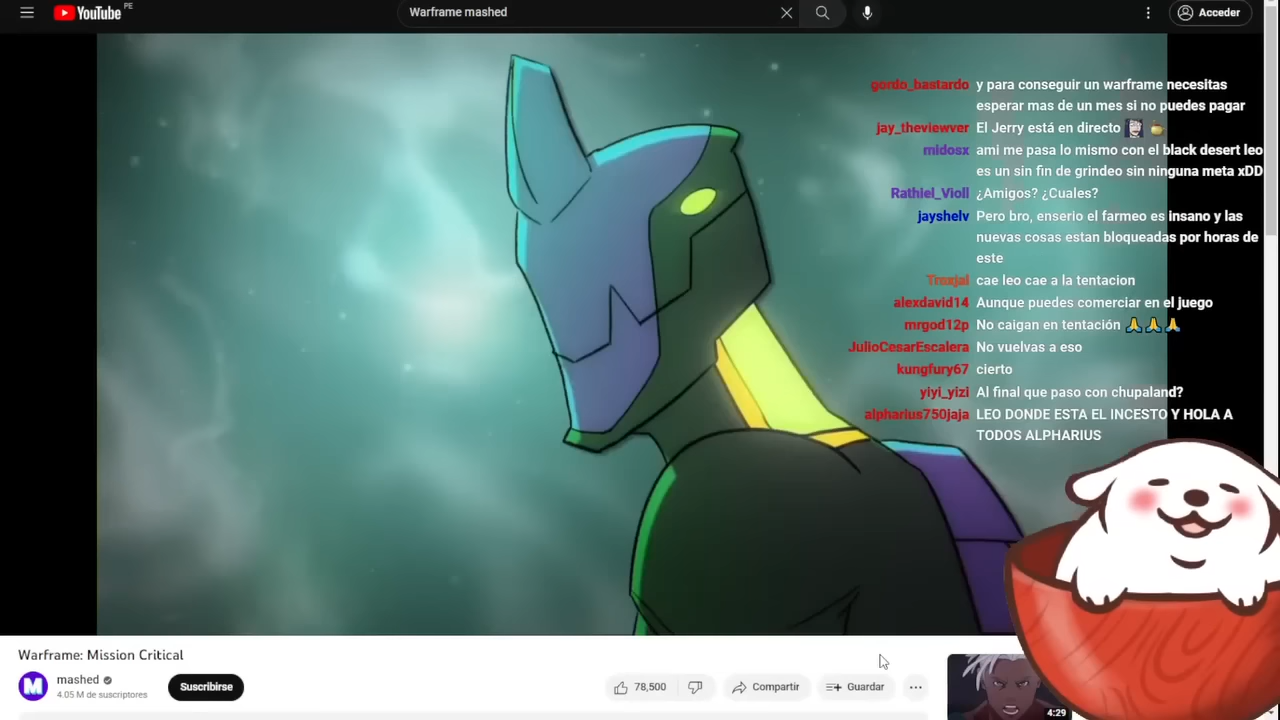 YouTube PE
Warframe mashed
Acceder
gordo_bastardo y para conseguir un warframe necesitas
esperar mas de un mes si no puedes pagar
jay_theviewver El Jerry está en directo
midosx ami me pasa lo mismo con el black desert leo
es un sin fin de grindeo sin ninguna meta xDD
Rathiel_Violl ¿Amigos? ¿Cuales?
jayshelv Pero bro, enserio el farmeo es insano y las
nuevas cosas estan bloqueadas por horas de
este
cae leo cae a la tentacion
alexdavid14 Aunque puedes comerciar en el juego
mrgod12p No caigan en tentación 🙏🙏🙏
JulioCesarEscalera No vuelvas a eso
kungfury67 cierto
yiyi_yizi Al final que paso con chupaland?
alpharius750jaja LEO DONDE ESTA EL INCESTO Y HOLA A
TODOS ALPHARIUS
Warframe: Mission Critical
M
mashed
4.05 M de suscriptores
Suscribirse
78,500
Compartir
Guardar
4:29